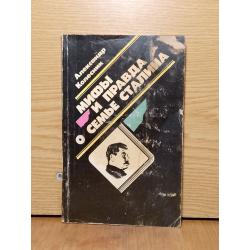 Александр
Колесник
МИФЫ
И ПРАВДА
О СЕМЬЕ СТАЛИНА